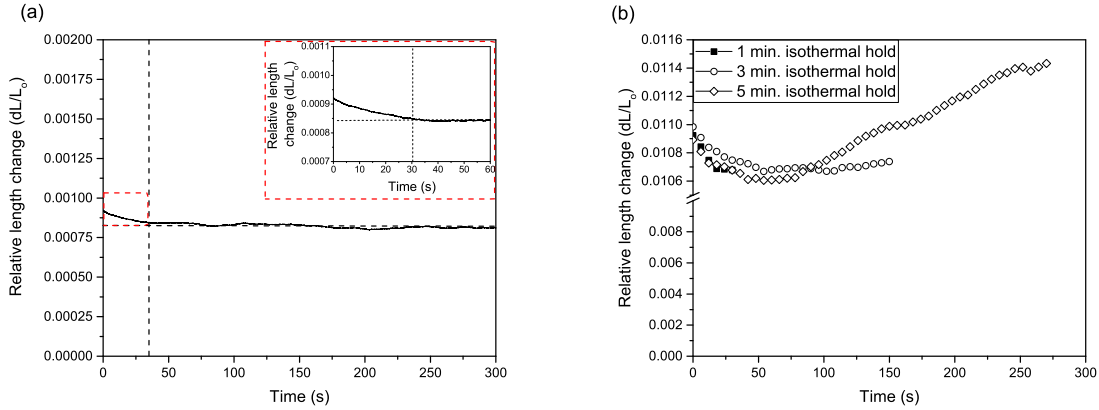 (a)
Relative length change (dL/Lo)
0.00200
0.00175
0.00150
0.00125
0.00100
0.00075
0.00050
0.00025
0.00000
0 50 100 150 200 250 300
Time (s)
Relative length
change (dL/Lo)
0.0011
0.0010
0.0009
0.0008
0.0007
0 10 20 30 40 50 60
Time (s)
(b)
Relative length change (dL/Lo)
0.0116
0.0114
0.0112
0.0110
0.0108
0.0106
0.008
0.006
0.004
0.002
0.000
1 min. isothermal hold
3 min. isothermal hold
5 min. isothermal hold
0 50 100 150 200 250 300
Time (s)